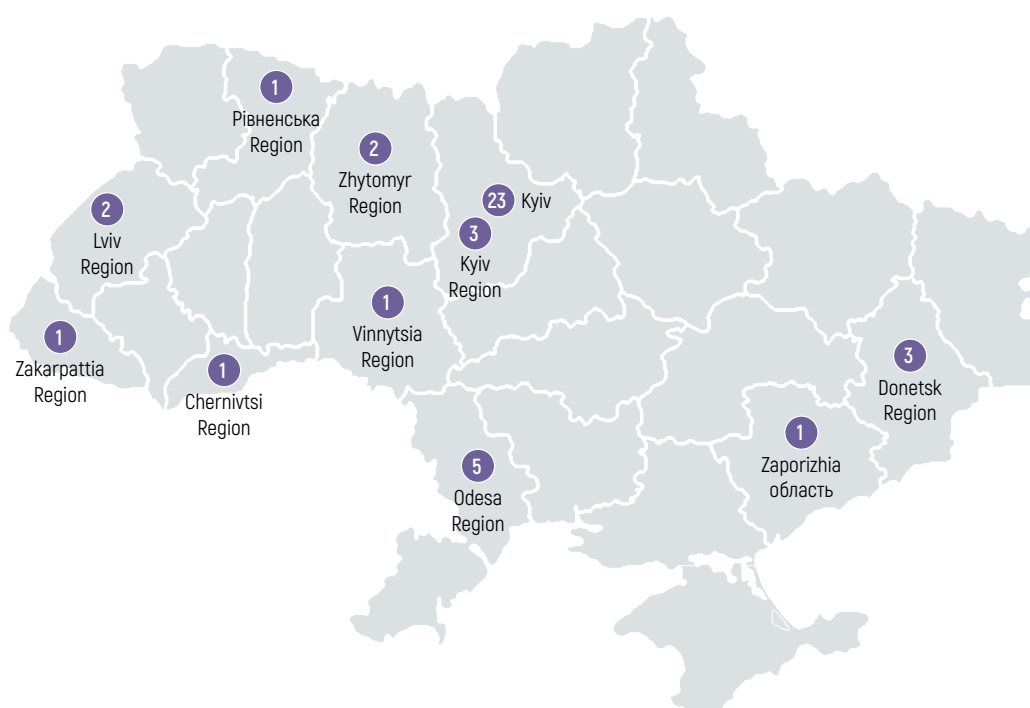 1
Рівненська
Region
2
Zhytomyr
Region
23 Kyiv
3
Kyiv
Region
2
Lviv
Region
1
Vinnytsia
Region
1
Zakarpattia
Region
1
Chernivtsi
Region
3
Donetsk
Region
1
Zaporizhia
область
5
Odesa
Region